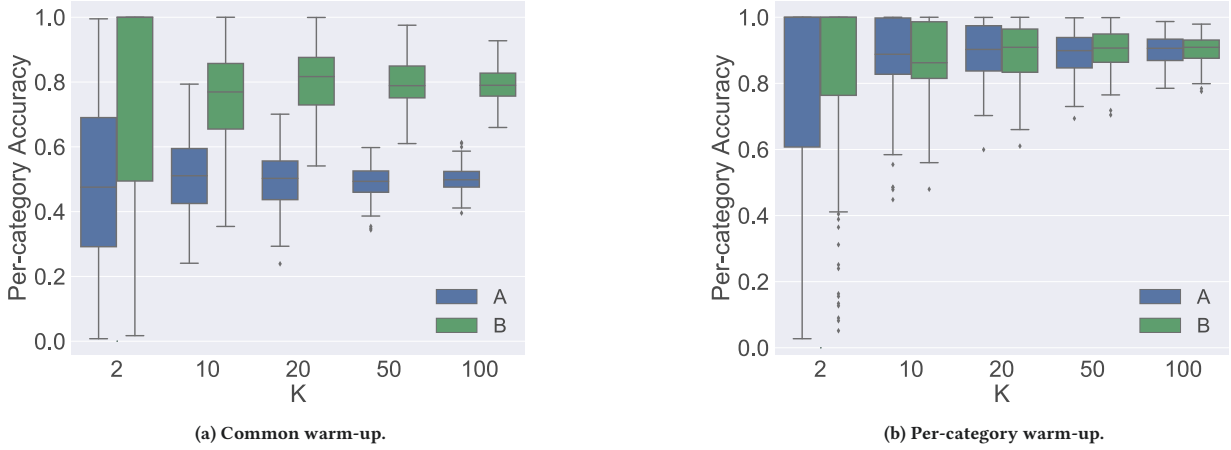 1.0
0.8
0.6
0.4
0.2
0.0
Per-category Accuracy
A
B
2 10 20 50 100
K
(a) Common warm-up.
1.0
0.8
0.6
0.4
0.2
0.0
Per-category Accuracy
A
B
2 10 20 50 100
K
(b) Per-category warm-up.